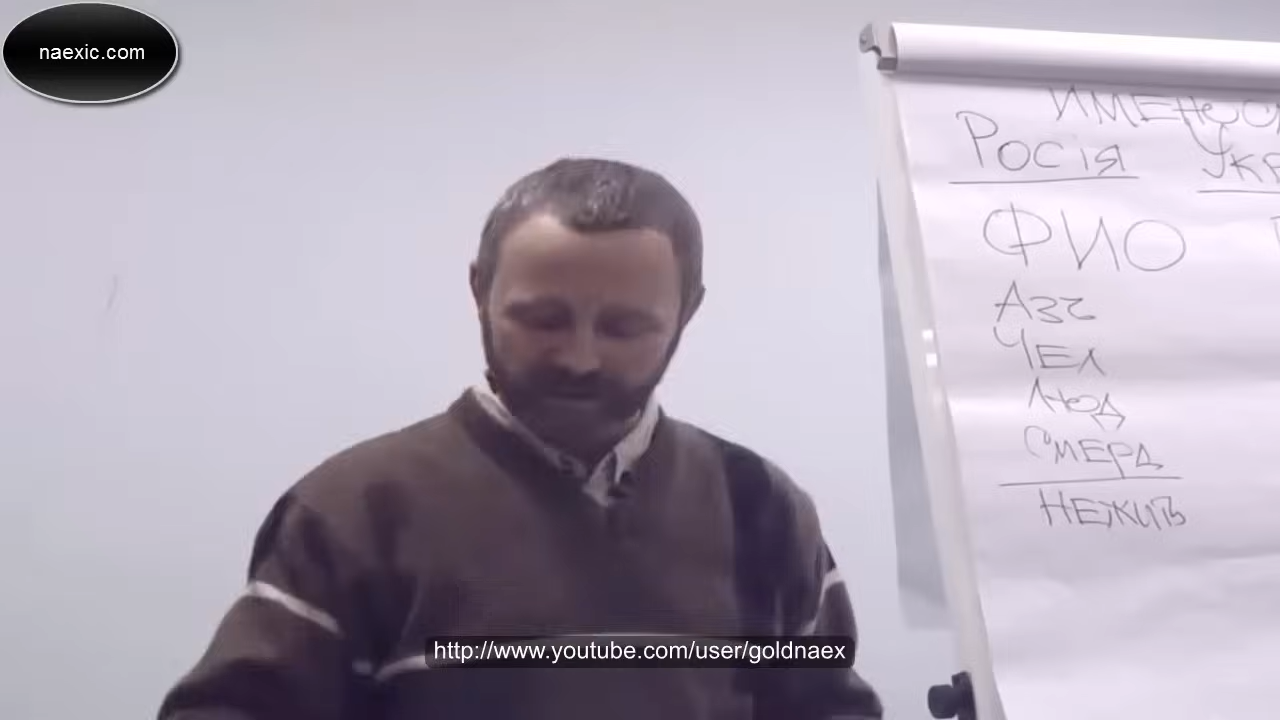 naexic.com
Росія
ФИО
Азъ
Чел
Люд
Смерд
Нежить
http://www.youtube.com/user/goldnaex